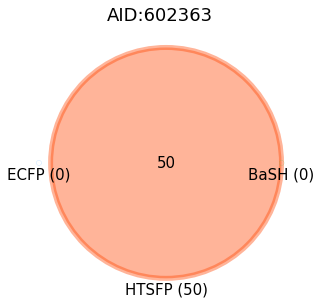 AID:602363
50
ECFP (0)
BaSH (0)
HTSFP (50)